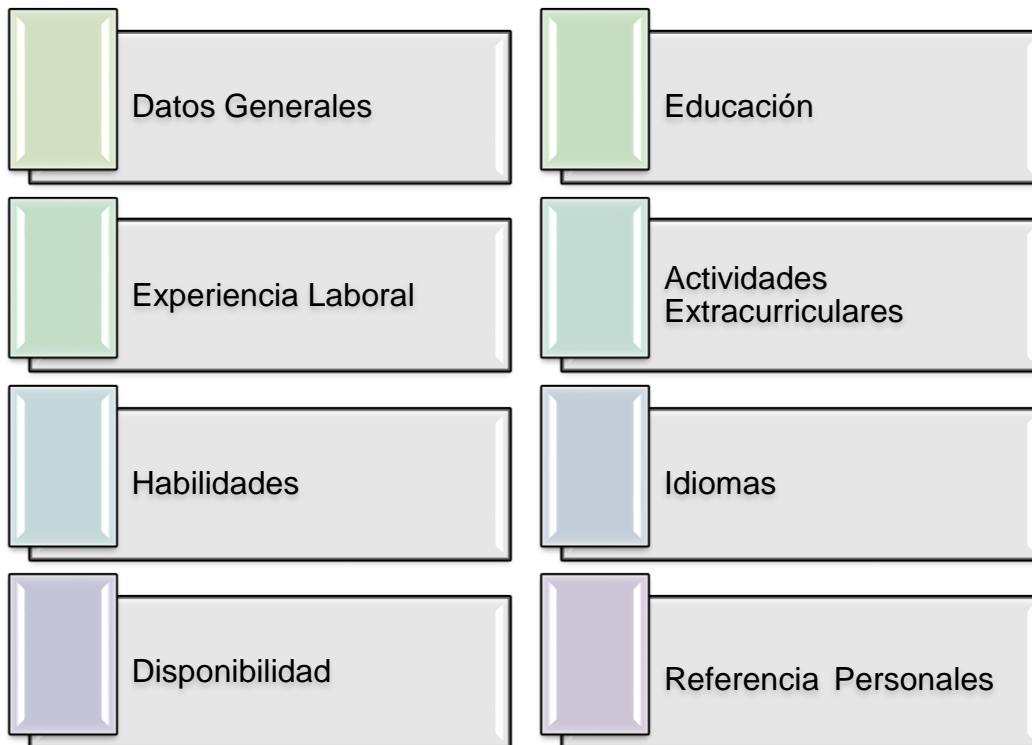 Datos Generales
Educación
Experiencia Laboral
Actividades
Extracurriculares
Habilidades
Idiomas
Disponibilidad
Referencia Personales